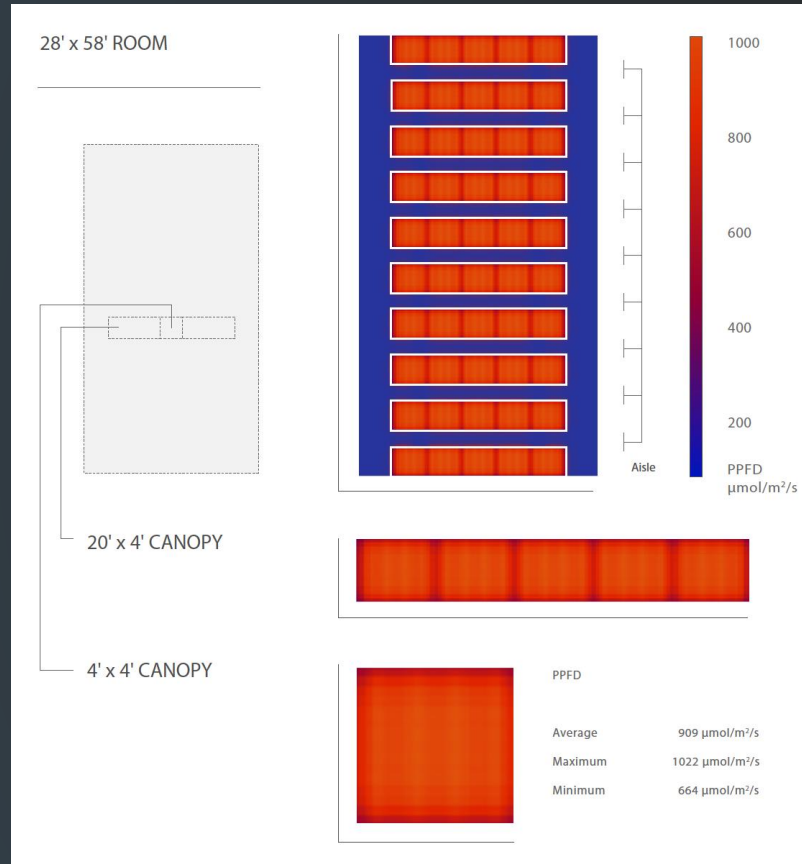 28' x 58' ROOM
1000
800
600
400
200
PPFD
μmol/m²/s
Aisle
20' x 4' CANOPY
4' x 4' CANOPY
PPFD
Average 909 μmol/m²/s
Maximum 1022 μmol/m²/s
Minimum 664 μmol/m²/s